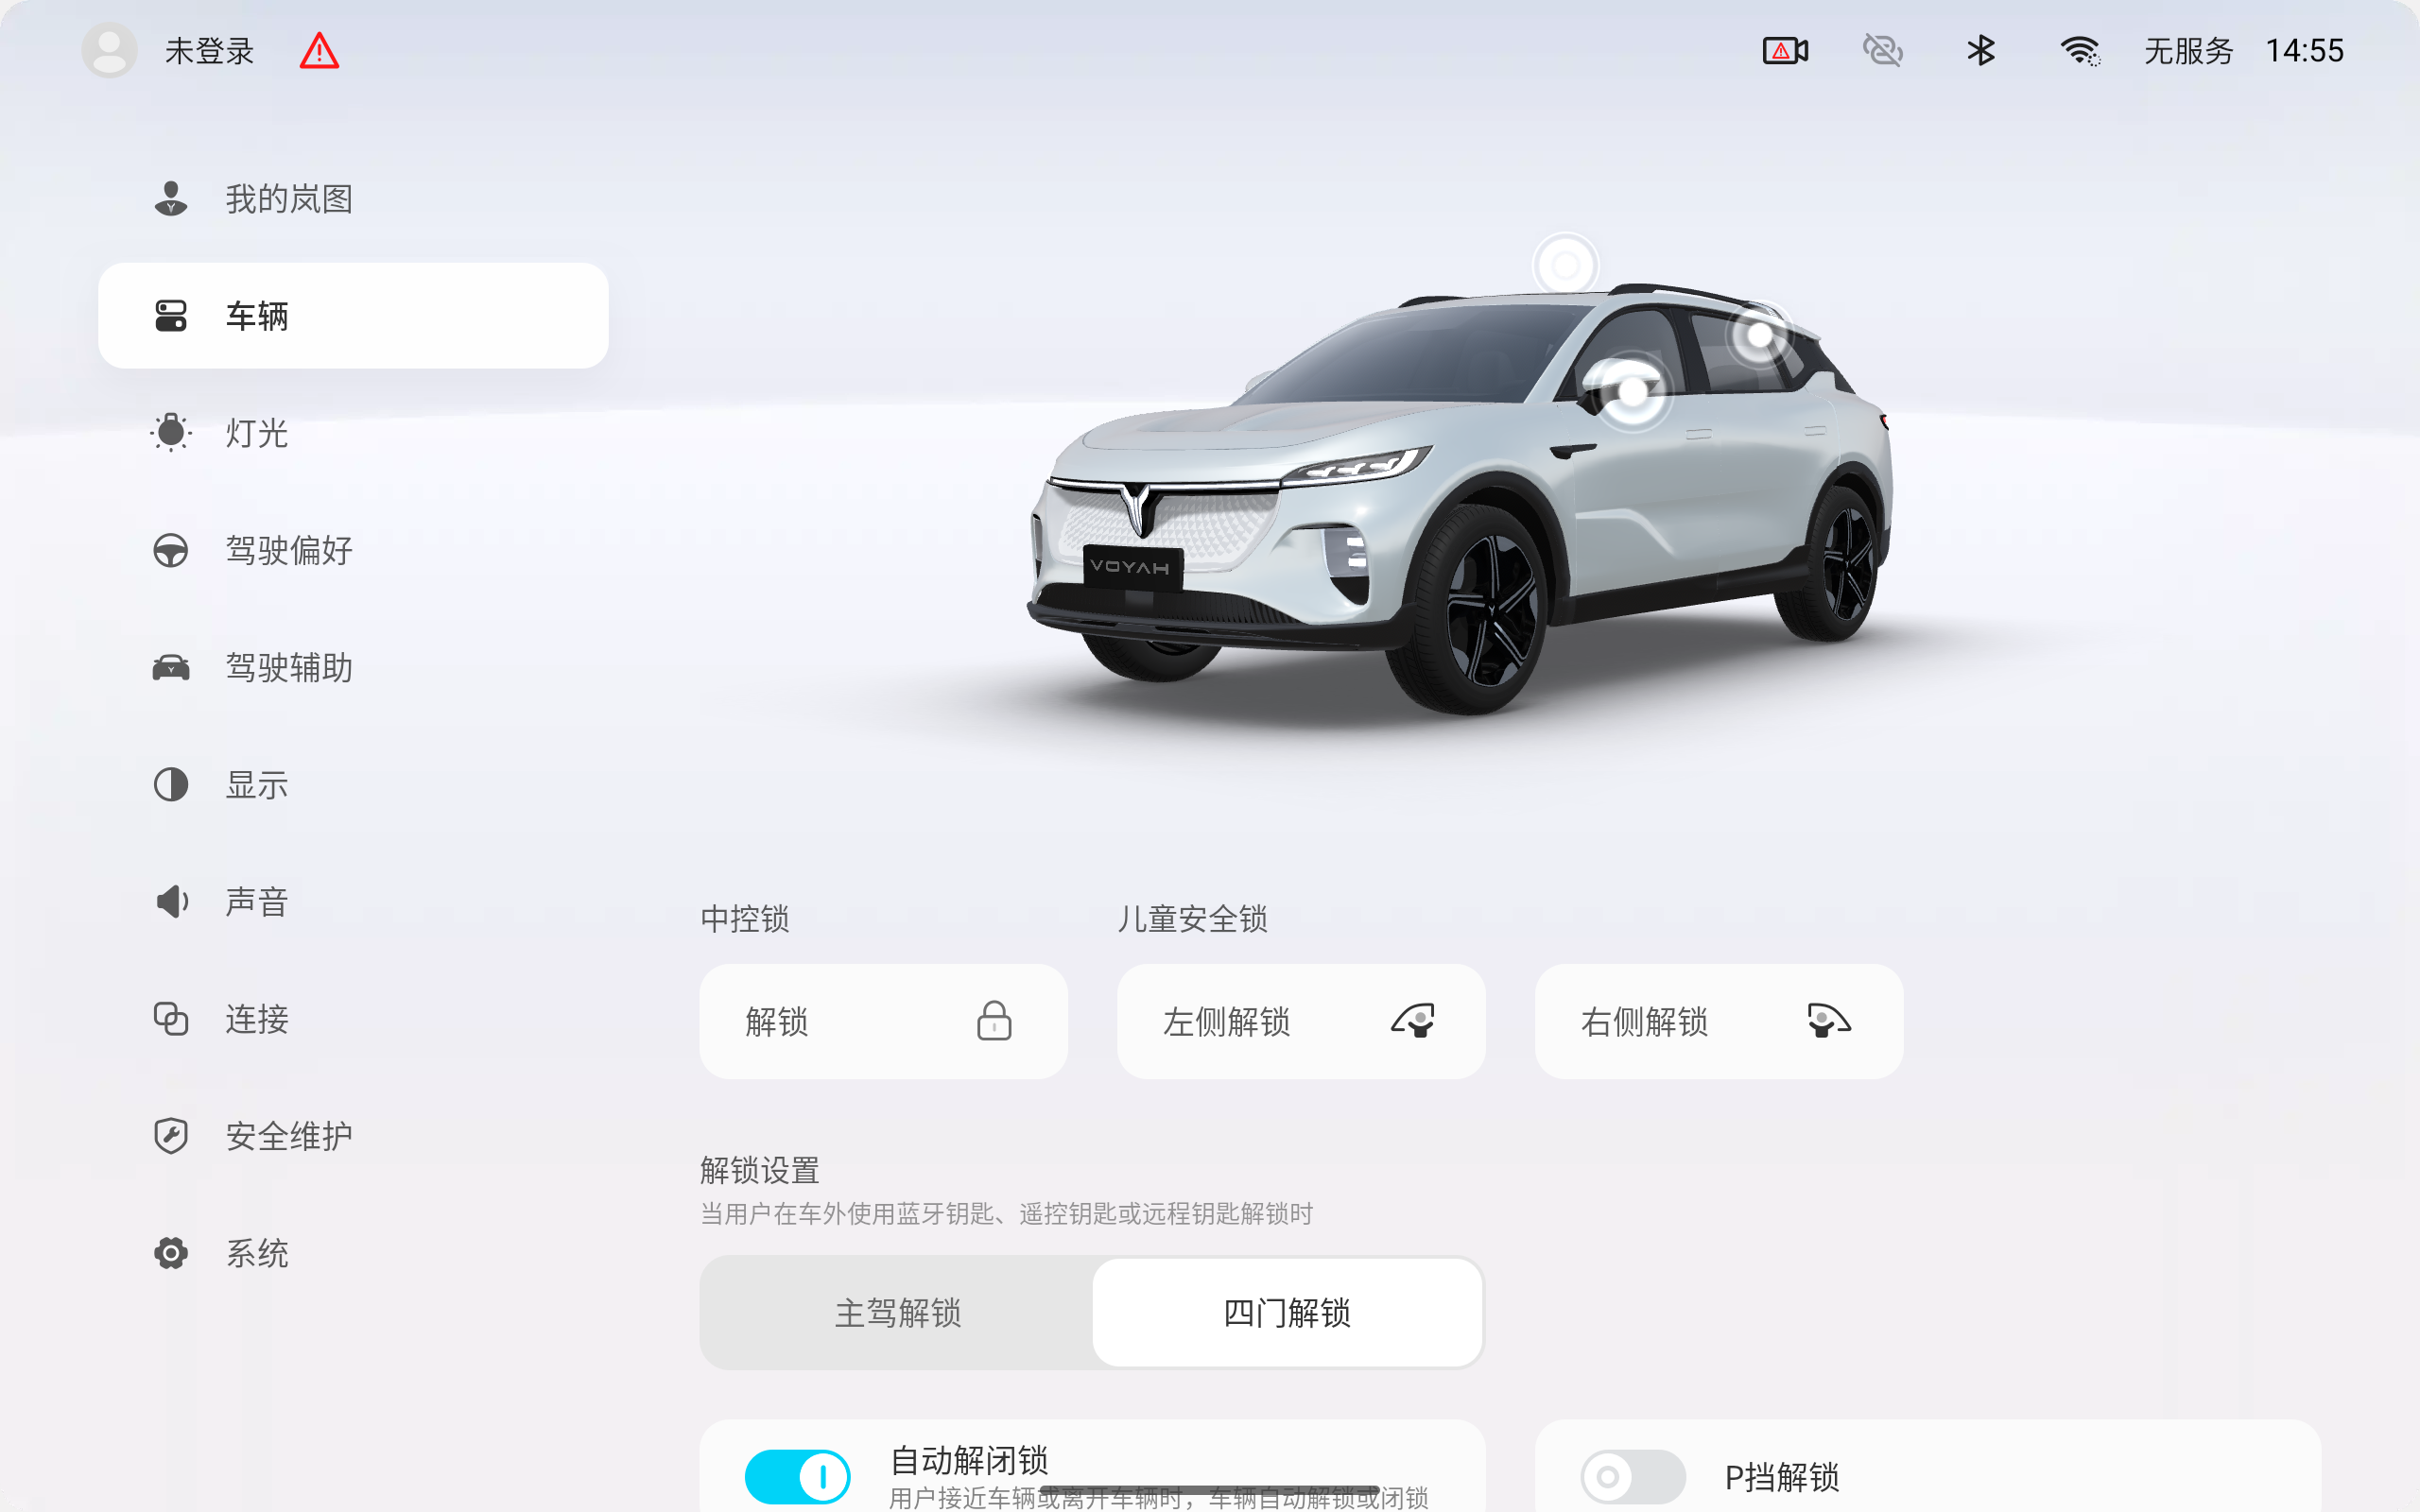 未登录
无服务 14:55
我的岚图
车辆
灯光
驾驶偏好
驾驶辅助
显示
声音
连接
安全维护
系统
VOYAH
中控锁
儿童安全锁
解锁
左侧解锁
右侧解锁
解锁设置
当用户在车外使用蓝牙钥匙、遥控钥匙或远程钥匙解锁时
主驾解锁
四门解锁
自动解闭锁
用户接近车辆或离开车辆时，车辆自动解锁或闭锁
P挡解锁